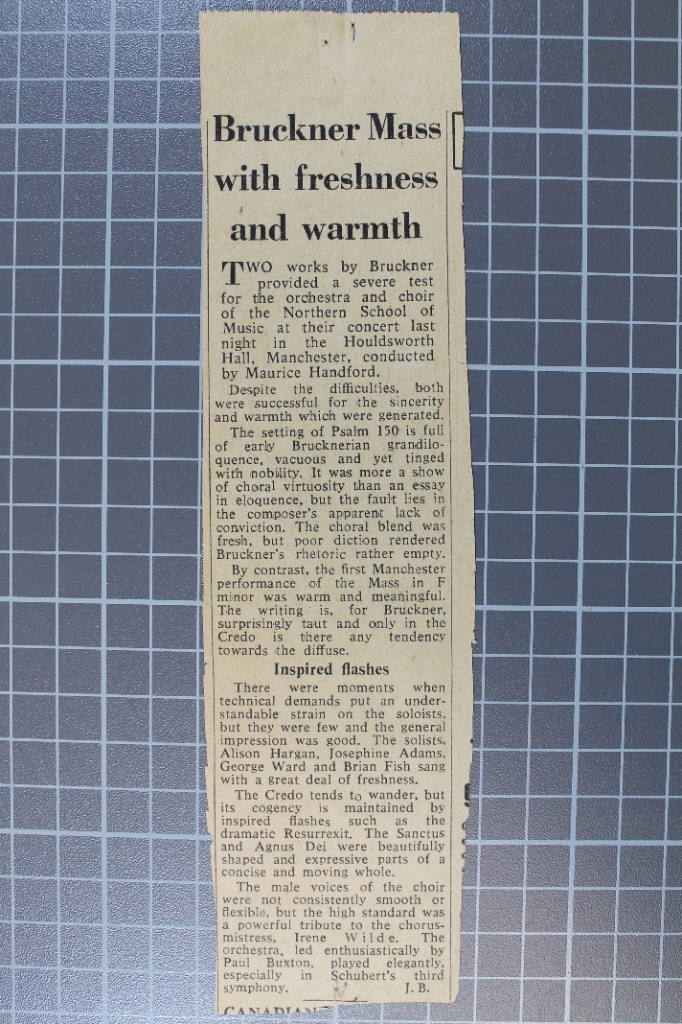 Bruckner Mass
with freshness
and warmth
TWO works by Bruckner
provided a severe test
for the orchestra and choir
of the Northern School of
Music at their concert last
night in the Houldsworth
Hall, Manchester, conducted
by Maurice Handford.
Despite the difficulties, both
were successful for the sincerity
and warmth which were generated.
The setting of Psalm 150 is full
of early Brucknerian grandilo-
quence, vacuous and yet tinged
with nobility. It was more a show
of choral virtuosity than an essay
in eloquence, but the fault lies in
the composer's apparent lack of
conviction. The choral blend was
fresh, but poor diction rendered
Bruckner's rhetoric rather empty.
By contrast, the first Manchester
performance of the Mass in F
minor was warm and meaningful.
The writing is, for Bruckner,
surprisingly taut and only in the
Credo is there any tendency
towards the diffuse.
Inspired flashes
There were moments when
technical demands put an under-
standable strain on the soloists,
but they were few and the general
impression was good. The solists,
Alison Hargan, Josephine Adams,
George Ward and Brian Fish sang
with a great deal of freshness.
The Credo tends to wander, but
its cogency is maintained by
inspired flashes such as the
dramatic Resurrexit. The Sanctus
and Agnus Dei were beautifully
shaped and expressive parts of a
concise and moving whole.
The male voices of the choir
were not consistently smooth or
flexible, but the high standard was
a powerful tribute to the chorus-
mistress, Irene Wilde. The
orchestra, led enthusiastically by
Paul Buxton, played elegantly,
especially in Schubert's third
symphony. J. B.
CANADIAN